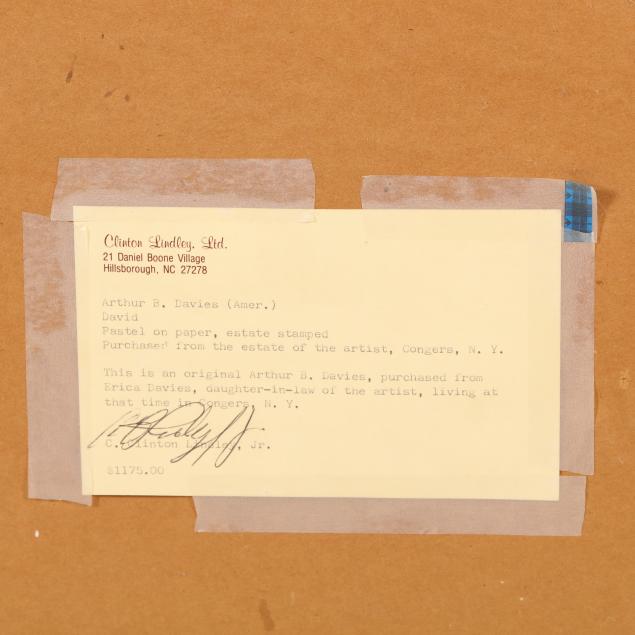 Clinton Lindley, Ltd.
21 Daniel Boone Village
Hillsborough, NC 27278
Arthur B. Davies (Amer.)
David
Pastel on paper, estate stamped
Purchased from the estate of the artist, Congers, N. Y.
This is an original Arthur B. Davies, purchased from
Erica Davies, daughter-in-law of the artist, living at
that time in Congers, N. Y.
C. Clinton Lindley, Jr.
$1175.00